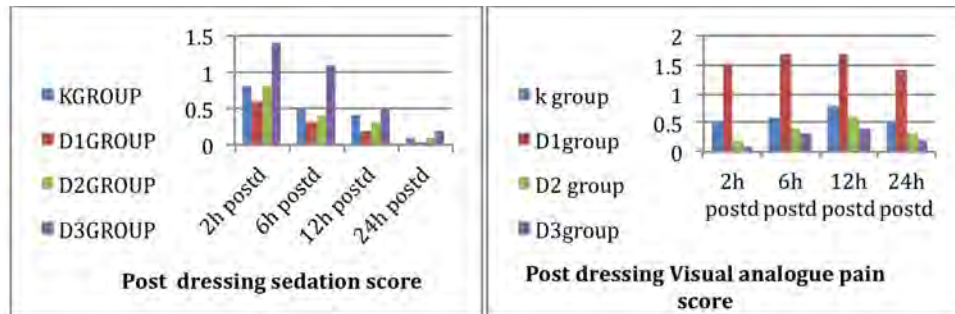 1.5
1
0.5
0
KGROUP
D1GROUP
D2GROUP
D3GROUP
2h postd
6h postd
12h postd
24h postd
Post dressing sedation score
2
1.5
1
0.5
0
k group
D1group
D2 group
D3group
2h 6h 12h 24h
postd postd postd postd
Post dressing Visual analogue pain
score